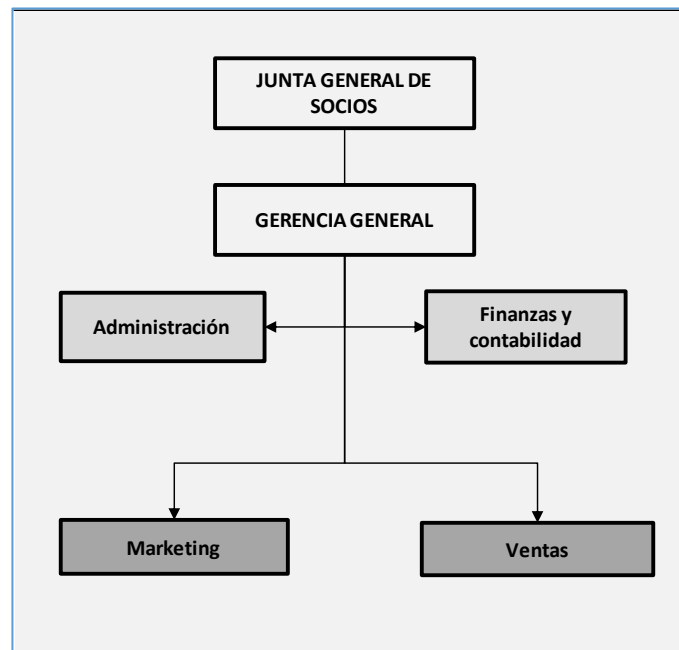 JUNTA GENERAL DE
SOCIOS
GERENCIA GENERAL
Administración
Finanzas y
contabilidad
Marketing
Ventas